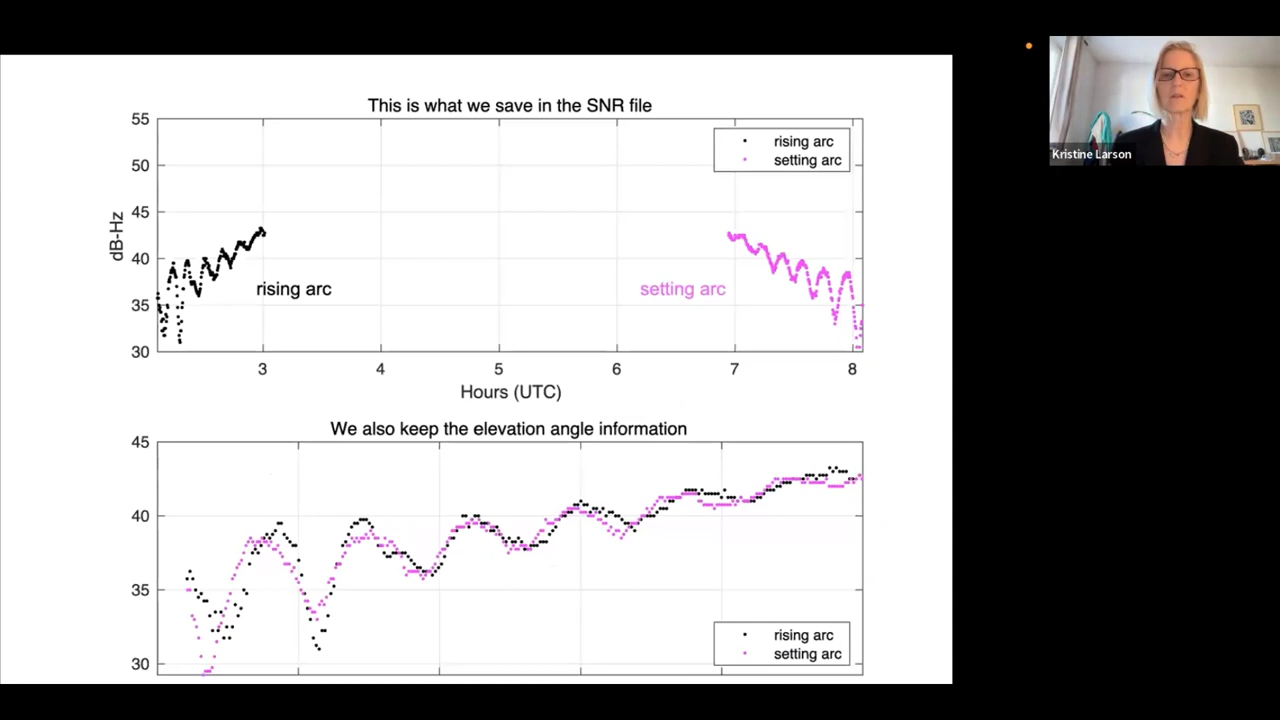 This is what we save in the SNR file
55
50
45
40
35
30
dB-Hz
rising arc
setting arc
rising arc
setting arc
3
4
5
6
7
8
Hours (UTC)
We also keep the elevation angle information
45
40
35
30
rising arc
setting arc
Kristine Larson